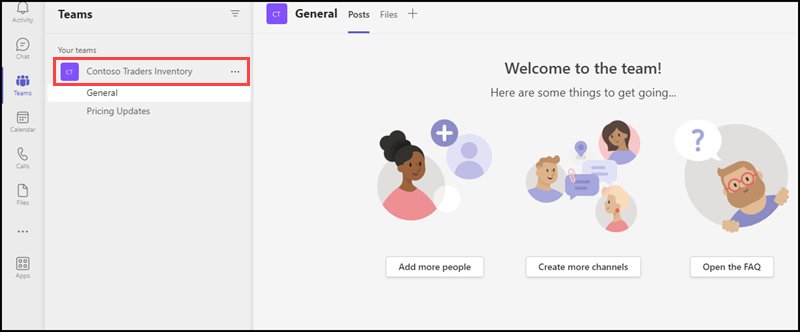 Activity
Chat
Teams
Calendar
Calls
Files
...
Apps
Teams
Your teams
CT Contoso Traders Inventory ...
General
Pricing Updates
CT General Posts Files +
Welcome to the team!
Here are some things to get going...
?
Add more people
Create more channels
Open the FAQ